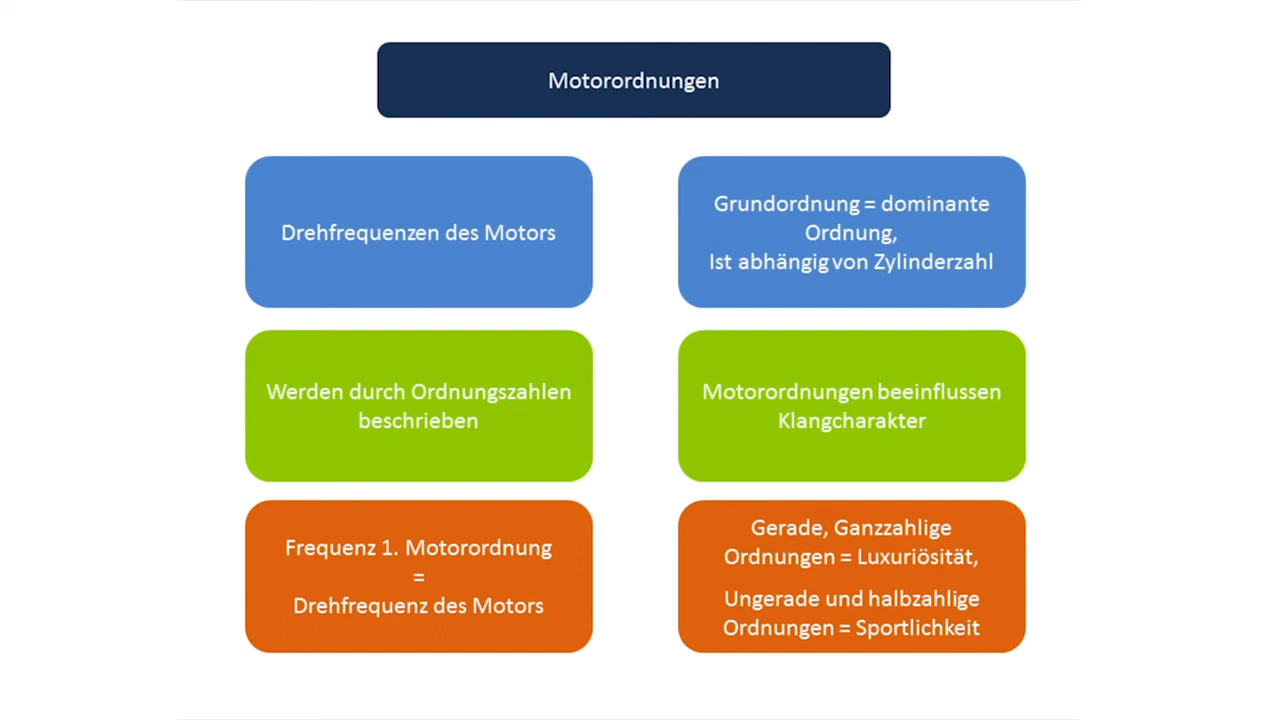 Motorordnungen
Drehfrequenzen des Motors
Grundordnung = dominante
Ordnung,
Ist abhängig von Zylinderzahl
Werden durch Ordnungszahlen
beschrieben
Motorordnungen beeinflussen
Klangcharakter
Frequenz 1. Motorordnung
=
Drehfrequenz des Motors
Gerade, Ganzzahlige
Ordnungen = Luxuriösität,
Ungerade und halbzahlige
Ordnungen = Sportlichkeit